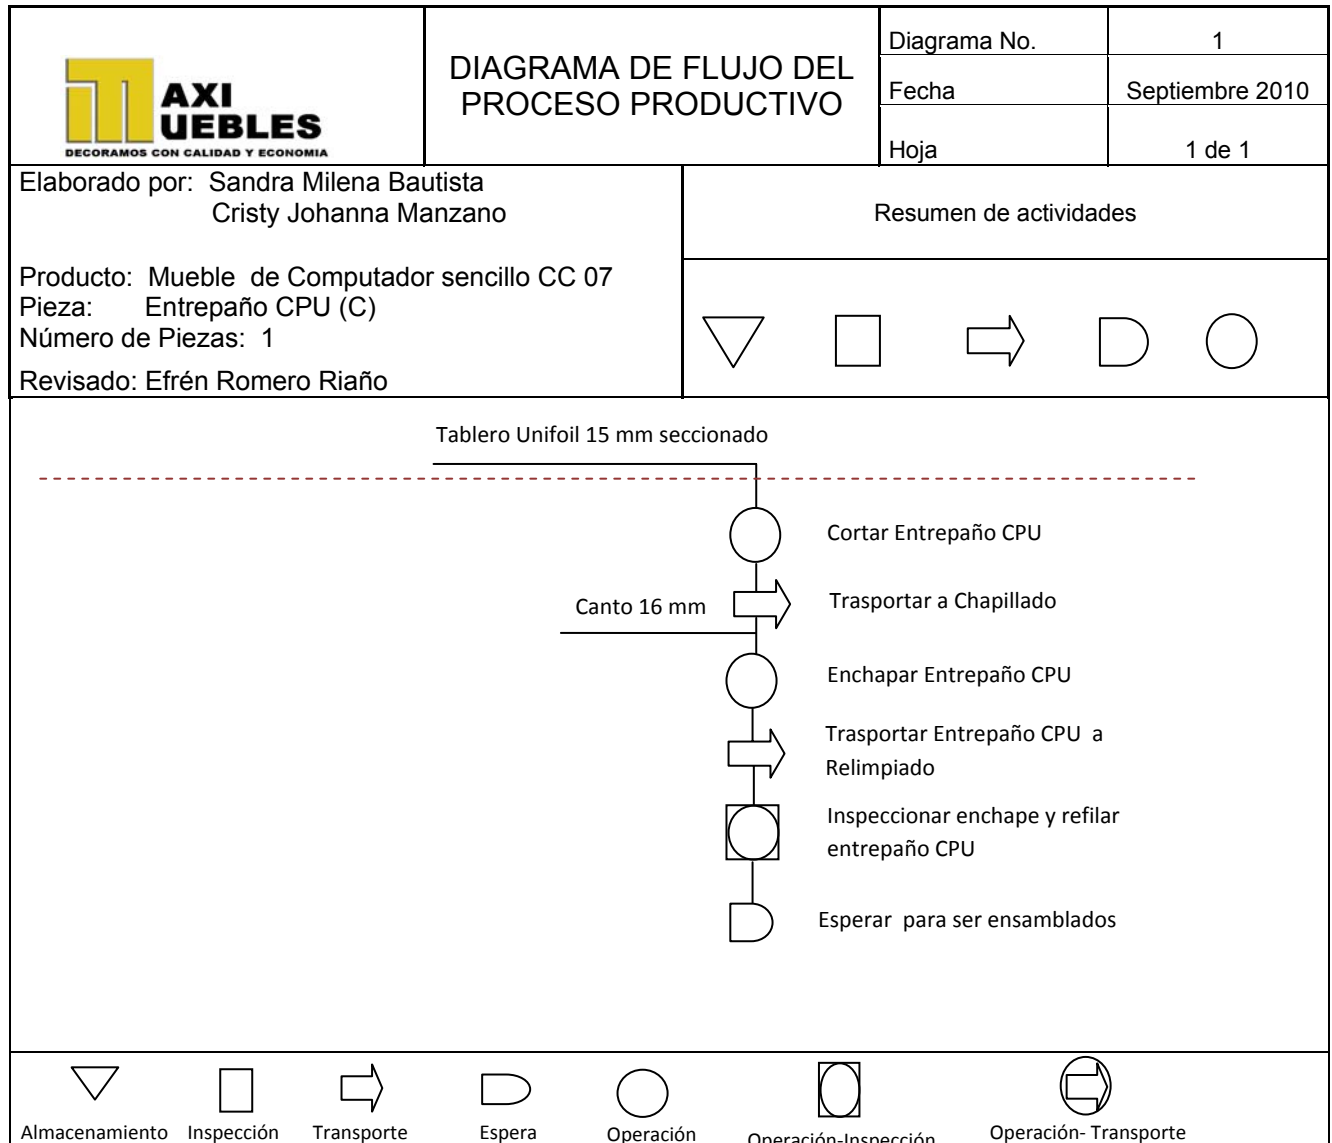 AXI
UEBLES
DECORAMOS CON CALIDAD Y ECONOMIA
DIAGRAMA DE FLUJO DEL
PROCESO PRODUCTIVO
Diagrama No. 1
Fecha Septiembre 2010
Hoja 1 de 1
Elaborado por: Sandra Milena Bautista
Cristy Johanna Manzano
Producto: Mueble de Computador sencillo CC 07
Pieza: Entrepaño CPU (C)
Número de Piezas: 1
Revisado: Efrén Romero Riaño
Resumen de actividades
Tablero Unifoil 15 mm seccionado
Cortar Entrepaño CPU
Canto 16 mm
Trasportar a Chapillado
Enchapar Entrepaño CPU
Trasportar Entrepaño CPU a
Relimpiado
Inspeccionar enchape y refilar
entrepaño CPU
Esperar para ser ensamblados
Almacenamiento Inspección Transporte Espera Operación Operación-Inspección Operación- Transporte